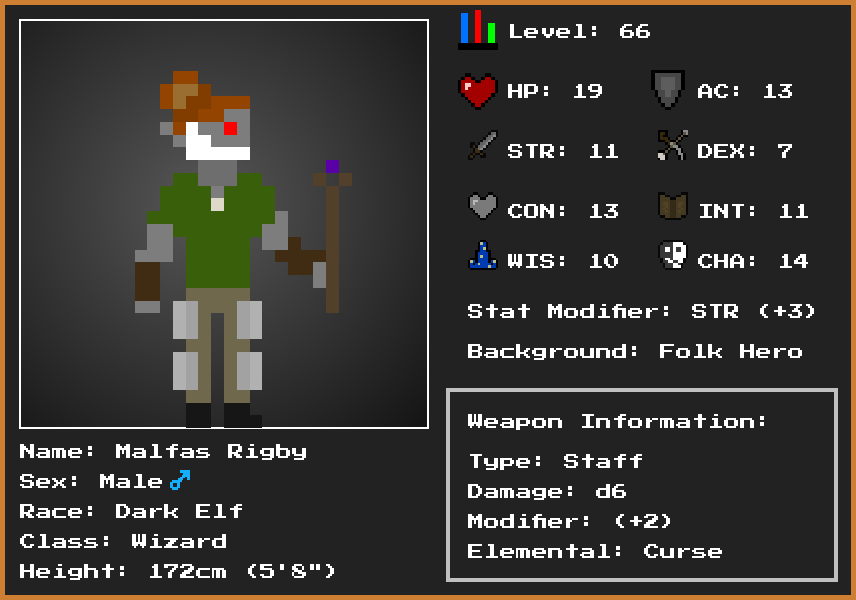 Level: 66
HP: 19
AC: 13
STR: 11
DEX: 7
CON: 13
INT: 11
WIS: 10
CHA: 14
Stat Modifier: STR (+3)
Background: Folk Hero
Weapon Information:
Type: Staff
Damage: d6
Modifier: (+2)
Elemental: Curse
Name: Malfas Rigby
Sex: Male♂
Race: Dark Elf
Class: Wizard
Height: 172cm (5'8")